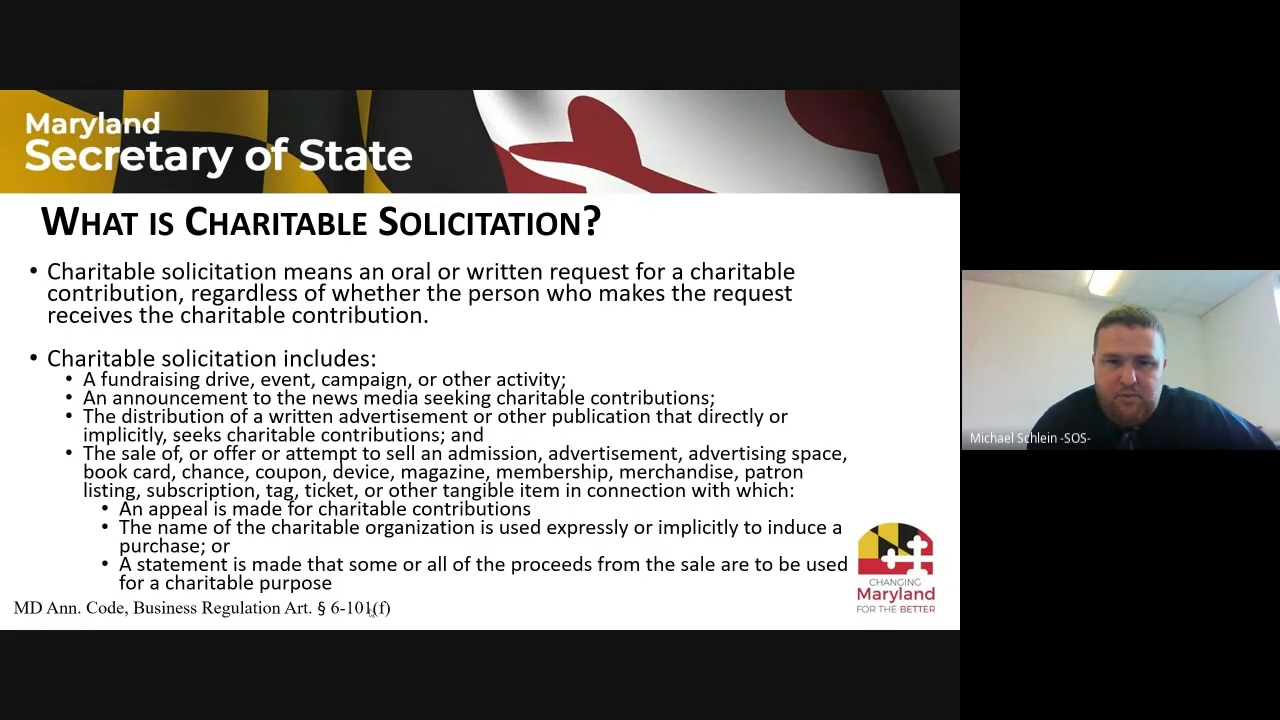 Maryland
Secretary of State
WHAT IS CHARITABLE SOLICITATION?
• Charitable solicitation means an oral or written request for a charitable
contribution, regardless of whether the person who makes the request
receives the charitable contribution.
• Charitable solicitation includes:
• A fundraising drive, event, campaign, or other activity;
• An announcement to the news media seeking charitable contributions;
• The distribution of a written advertisement or other publication that directly or
implicitly, seeks charitable contributions; and
• The sale of, or offer or attempt to sell an admission, advertisement, advertising space,
book card, chance, coupon, device, magazine, membership, merchandise, patron
listing, subscription, tag, ticket, or other tangible item in connection with which:
• An appeal is made for charitable contributions
• The name of the charitable organization is used expressly or implicitly to induce a
purchase; or
• A statement is made that some or all of the proceeds from the sale are to be used
for a charitable purpose
MD Ann. Code, Business Regulation Art. § 6-101(f)
CHANGING
Maryland
FOR THE BETTER
Michael Schlein -SOS-